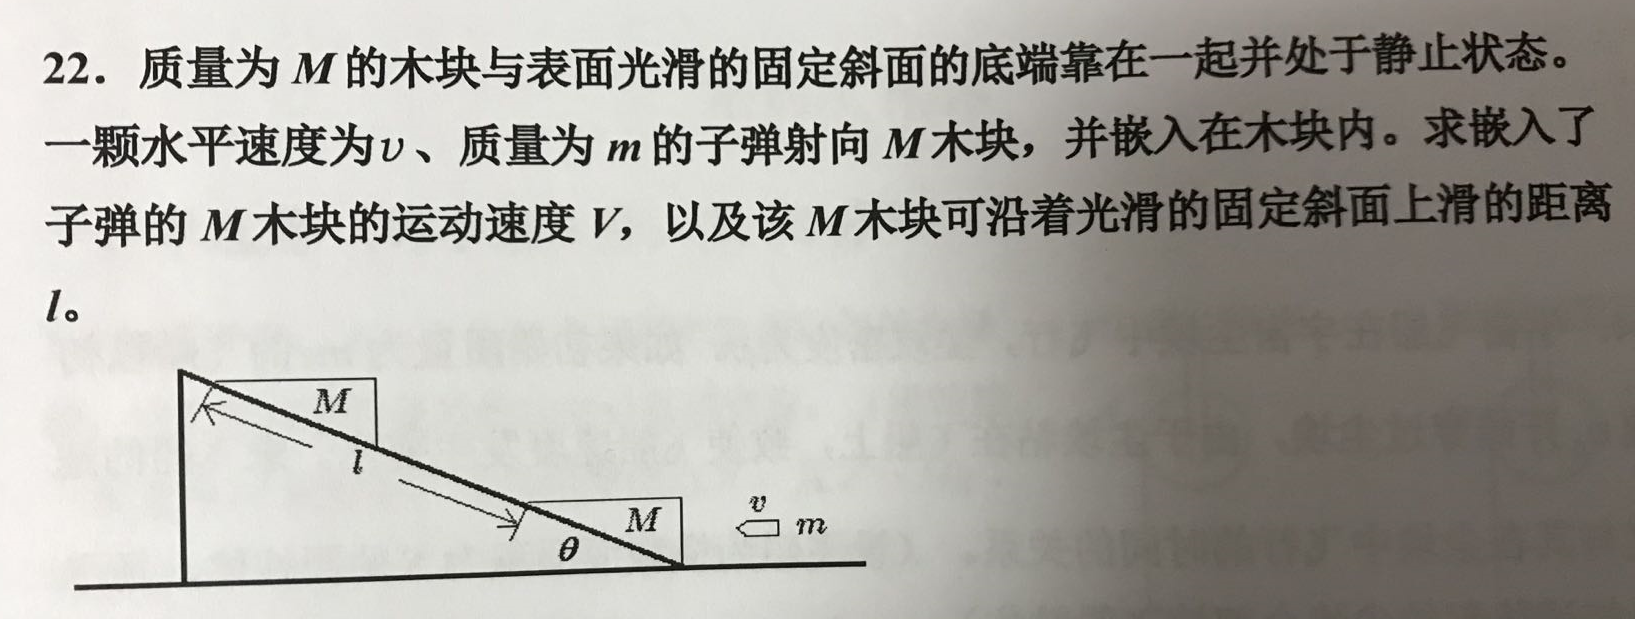 22. 质量为 M 的木块与表面光滑的固定斜面的底端靠在一起并处于静止状态。
一颗水平速度为υ、质量为 m 的子弹射向 M 木块，并嵌入在木块内。求嵌入了
子弹的 M 木块的运动速度 V，以及该 M 木块可沿着光滑的固定斜面上滑的距离
l。
M
l
M
θ
υ
m